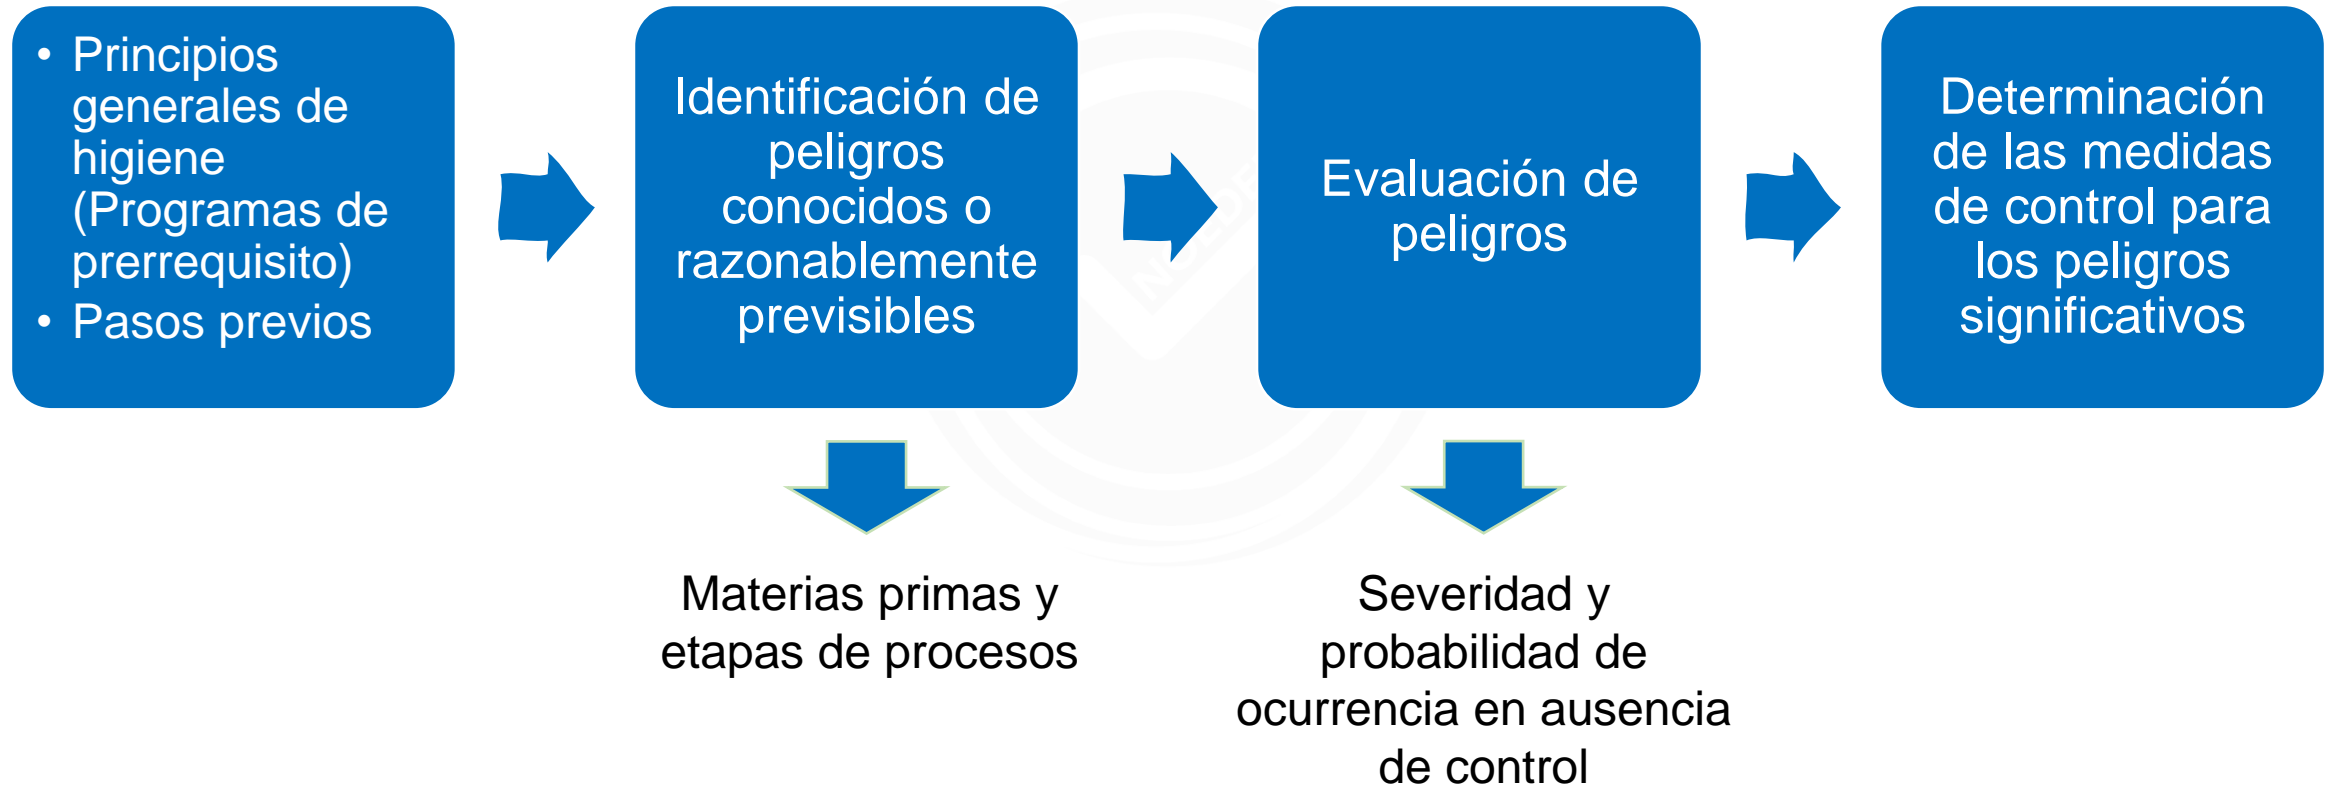 • Principios
generales de
higiene
(Programas de
prerrequisito)
• Pasos previos
Identificación de
peligros
conocidos o
razonablemente
previsibles
Evaluación de
peligros
Determinación
de las medidas
de control para
los peligros
significativos
Materias primas y
etapas de procesos
Severidad y
probabilidad de
ocurrencia en ausencia
de control